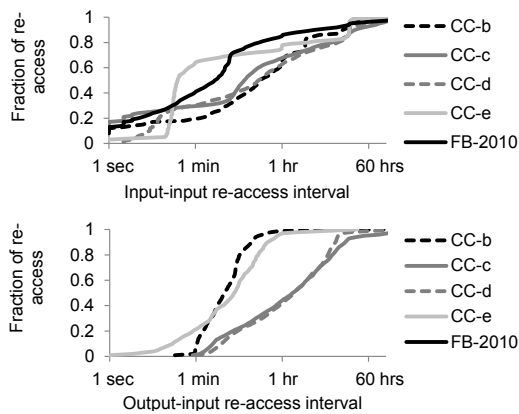 Fraction of re-
access
1
0.8
0.6
0.4
0.2
0
1 sec
1 min
1 hr
60 hrs
Input-input re-access interval
CC-b
CC-c
CC-d
CC-e
FB-2010
Fraction of re-
access
1
0.8
0.6
0.4
0.2
0
1 sec
1 min
1 hr
60 hrs
Output-input re-access interval
CC-b
CC-c
CC-d
CC-e
FB-2010